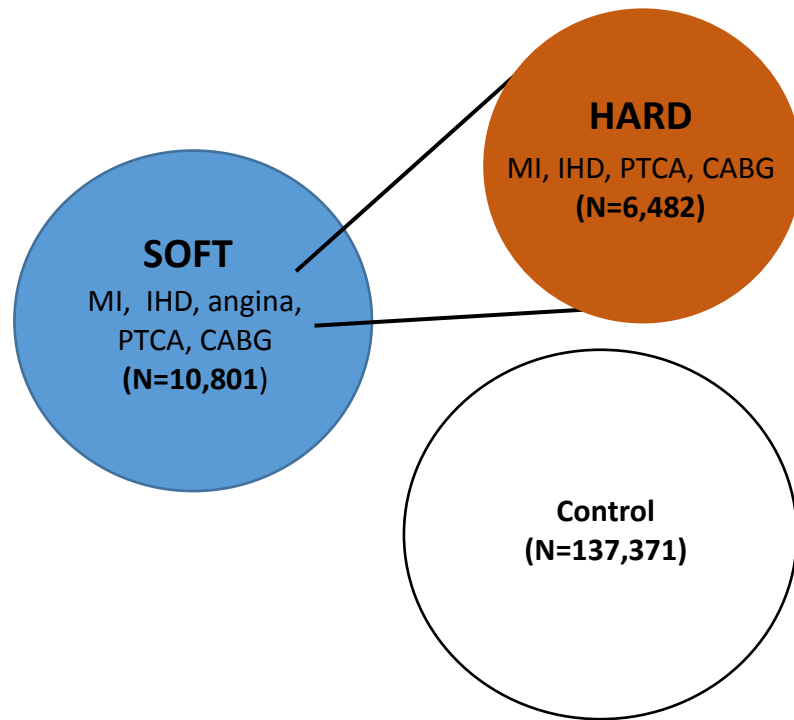 HARD
MI, IHD, PTCA, CABG
(N=6,482)
SOFT
MI,  IHD, angina,
PTCA, CABG
(N=10,801)
Control
(N=137,371)